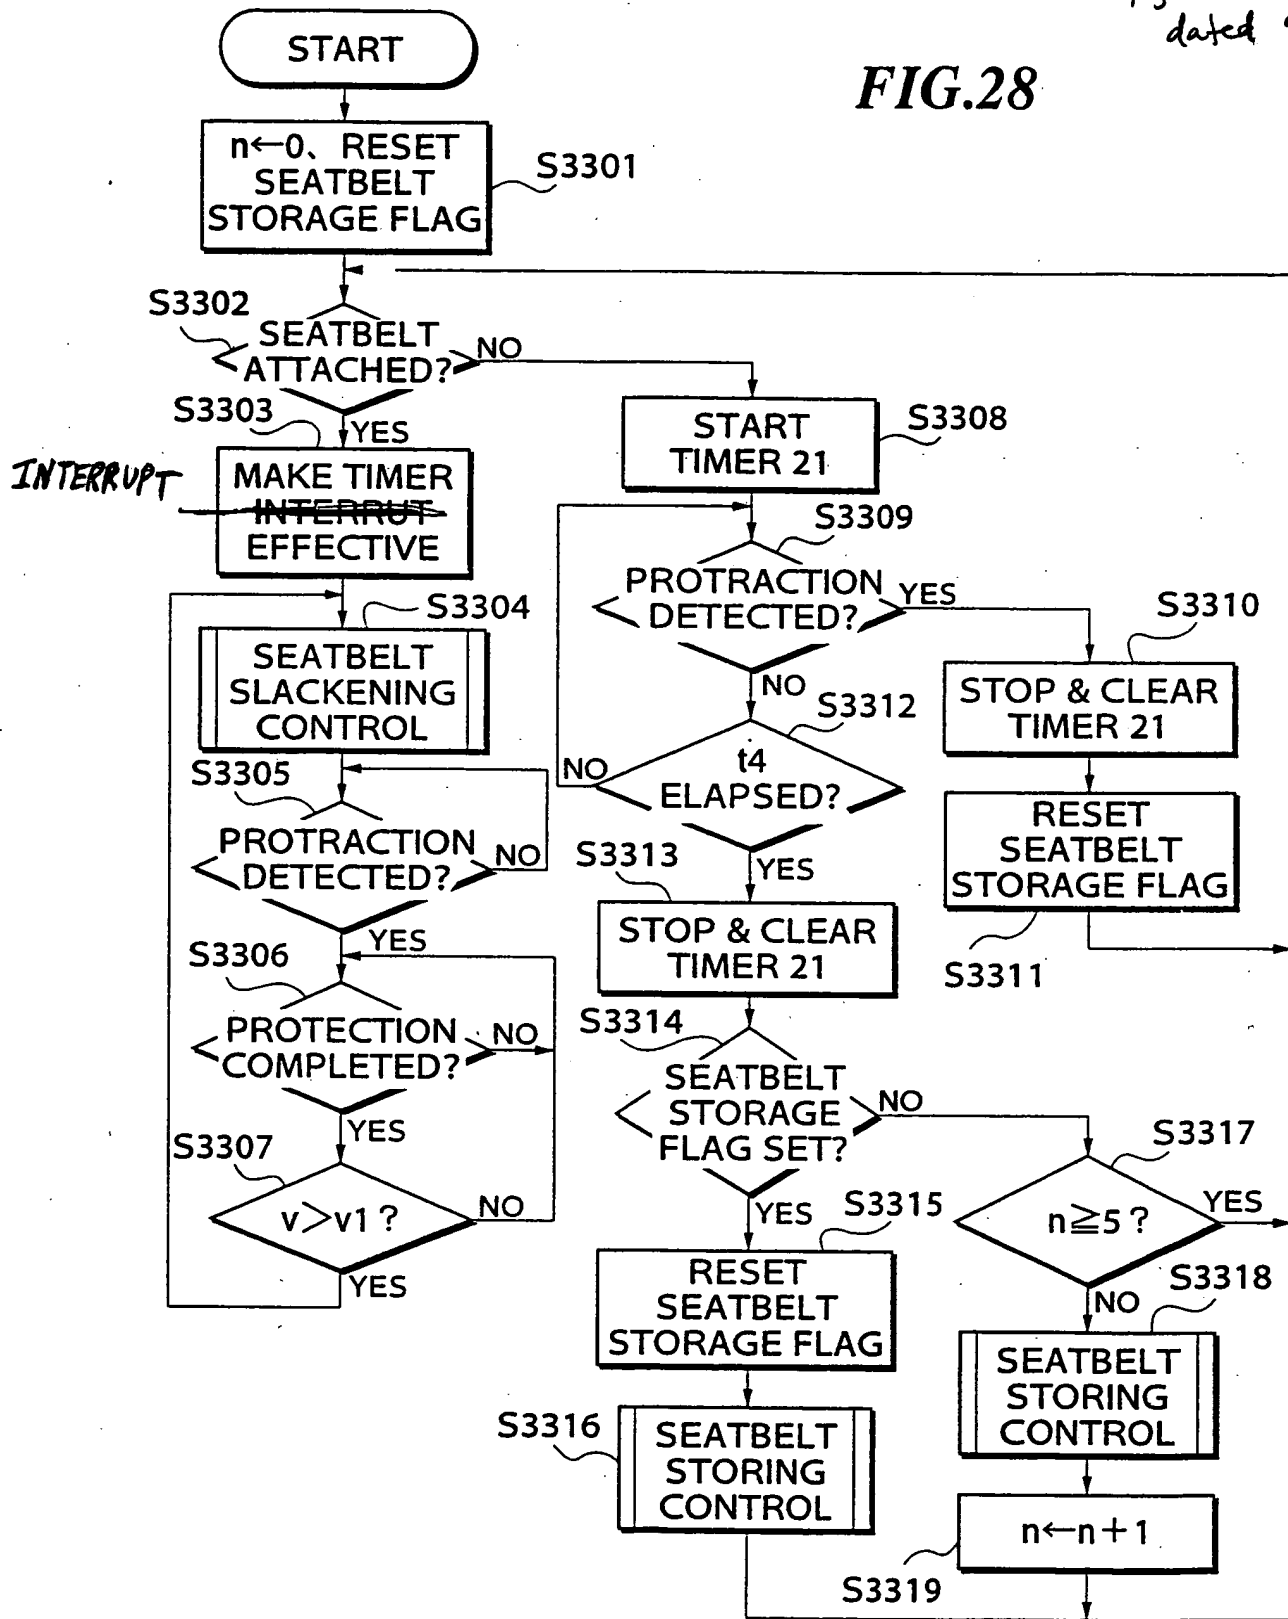 dated
FIG.28
START
n←0、RESET
SEATBELT
STORAGE FLAG
S3301
S3302
SEATBELT
ATTACHED?
NO
YES
S3303
INTERRUPT
MAKE TIMER
INTERRUT
EFFECTIVE
S3304
SEATBELT
SLACKENING
CONTROL
S3305
PROTRACTION
DETECTED?
NO
YES
S3306
PROTECTION
COMPLETED?
NO
YES
S3307
v>v1?
NO
YES
START
TIMER 21
S3308
S3309
PROTRACTION
DETECTED?
YES
NO
S3310
STOP & CLEAR
TIMER 21
RESET
SEATBELT
STORAGE FLAG
S3311
S3312
t4
ELAPSED?
NO
YES
S3313
STOP & CLEAR
TIMER 21
S3314
SEATBELT
STORAGE
FLAG SET?
NO
YES
S3315
RESET
SEATBELT
STORAGE FLAG
S3316
SEATBELT
STORING
CONTROL
S3317
n≧5?
YES
NO
S3318
SEATBELT
STORING
CONTROL
n←n+1
S3319